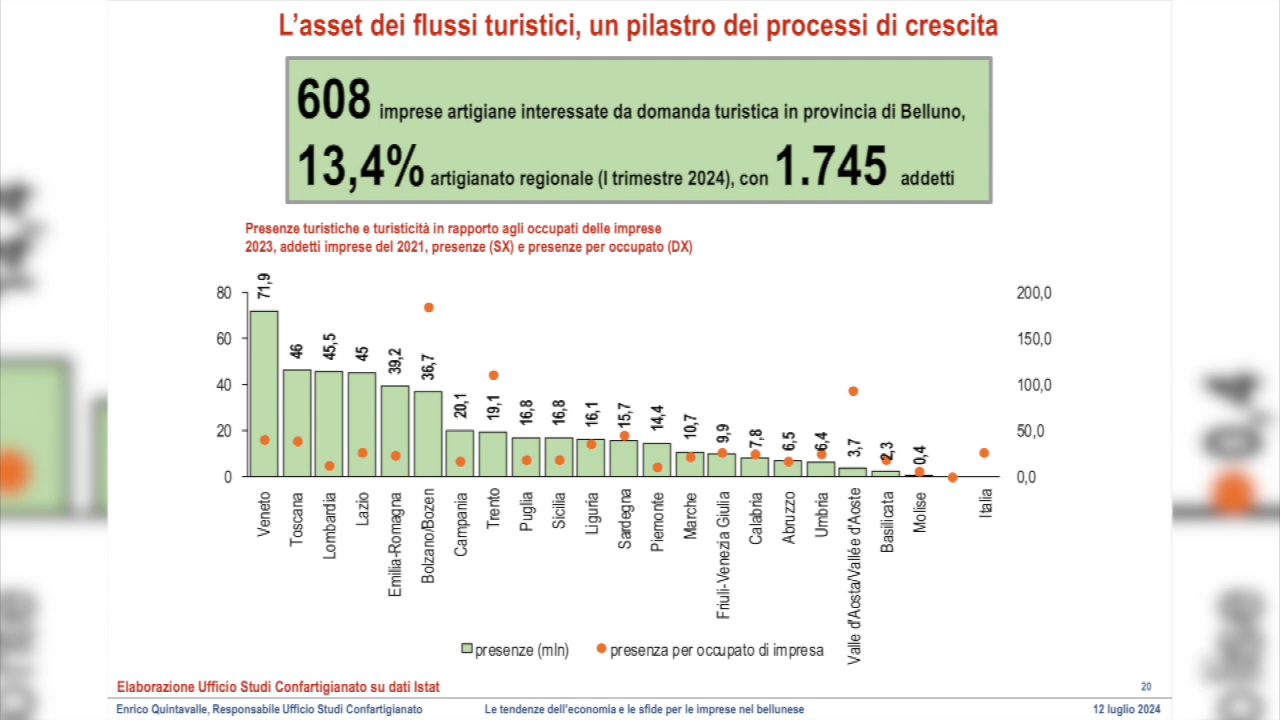 L'asset dei flussi turistici, un pilastro dei processi di crescita
608 imprese artigiane interessate da domanda turistica in provincia di Belluno,
13,4% artigianato regionale (I trimestre 2024), con 1.745 addetti
Presenze turistiche e turisticità in rapporto agli occupati delle imprese
2023, addetti imprese del 2021, presenze (SX) e presenze per occupato (DX)
80
60
40
20
0
71,9
46
45,5
45
39,2
36,7
20,1
19,1
16,8
16,8
16,1
15,7
14,4
10,7
9,9
7,8
6,5
6,4
3,7
2,3
0,4
200,0
150,0
100,0
50,0
0,0
Veneto
Toscana
Lombardia
Lazio
Emilia-Romagna
Bolzano/Bozen
Campania
Trento
Puglia
Sicilia
Liguria
Sardegna
Piemonte
Marche
Friuli-Venezia Giulia
Calabria
Abruzzo
Umbria
Valle d'Aosta/Vallée d'Aoste
Basilicata
Molise
Italia
presenze (mln)
presenza per occupato di impresa
Elaborazione Ufficio Studi Confartigianato su dati Istat
20
Enrico Quintavalle, Responsabile Ufficio Studi Confartigianato
Le tendenze dell'economia e le sfide per le imprese nel bellunese
12 luglio 2024